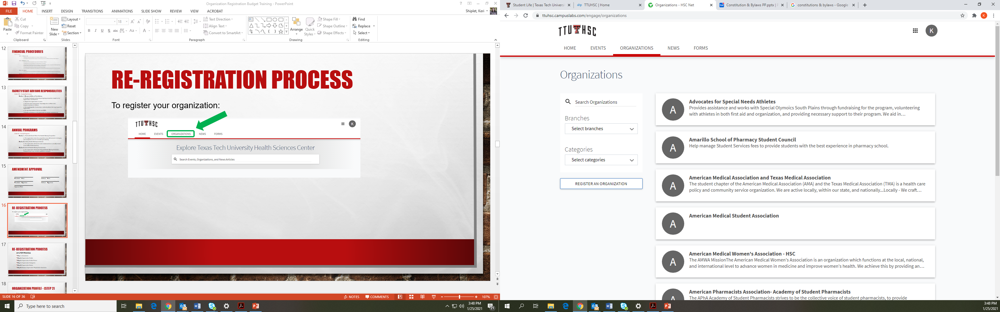 Organization Registration Budget Training - PowerPoint
FILE HOME INSERT DESIGN TRANSITIONS ANIMATIONS SLIDE SHOW REVIEW VIEW ACROBAT
Shiplet, Keri
Paste
Cut
Copy
Format Painter
Clipboard
New Slide
Layout
Reset
Section
Slides
18
Font
Text Direction
Align Text
Convert to SmartArt
Paragraph
Arrange
Quick Styles
Shape Fill
Shape Outline
Shape Effects
Drawing
Find
Replace
Select
Editing
12
FINANCIAL PROCEDURES
13
FACULTY/STAFF ADVISOR RESPONSIBILITIES
14
ANNUAL PROGRAMS
15
AMENDMENT APPROVAL
16
RE-REGISTRATION PROCESS
17
RE-REGISTRATION PROCESS
18
ORGANIZATION PROFILE - (STEP 2)
RE-REGISTRATION PROCESS
To register your organization:
TTUHSC
K
HOME EVENTS ORGANIZATIONS NEWS FORMS
Explore Texas Tech University Health Sciences Center
Search Events, Organizations, and News Articles
SLIDE 16 OF 36
NOTES COMMENTS 107%
Type here to search
3:48 PM
1/25/2021
21
Student Life | Texas Tech Universi
TTUHSC | Home
Organizations - HSC Net
Constitution & Bylaws PP.pptx | P
constitutions & bylaws - Google
ttuhsc.campuslabs.com/engage/organizations
K
TTUHSC
K
HOME EVENTS ORGANIZATIONS NEWS FORMS
Organizations
Search Organizations
Branches
Select branches
Categories
Select categories
REGISTER AN ORGANIZATION
A
Advocates for Special Needs Athletes
Provides assistance and works with Special Olymoics South Plains through fundraising for the program, volunteering
with athletes in both first aid and organization, and providing necessary support to their program. We aid in…
A
Amarillo School of Pharmacy Student Council
Help manage Student Services fees to provide students with the best experience in pharmacy school.
A
American Medical Association and Texas Medical Association
The student chapter of the American Medical Association (AMA) and the Texas Medical Association (TMA) is a health care
policy and community service organization. We are active locally, within our state, and nationally...Locally - We craft…
A
American Medical Student Association
A
American Medical Women's Association - HSC
The AMWA MissionThe American Medical Women's Association is an organization which functions at the local, national,
and international level to advance women in medicine and improve women's health. We achieve this by providing an…
A
American Pharmacists Association- Academy of Student Pharmacists
The APhA Academy of Student Pharmacists strives to be the collective voice of student pharmacists, to provide
3:48 PM
1/25/2021